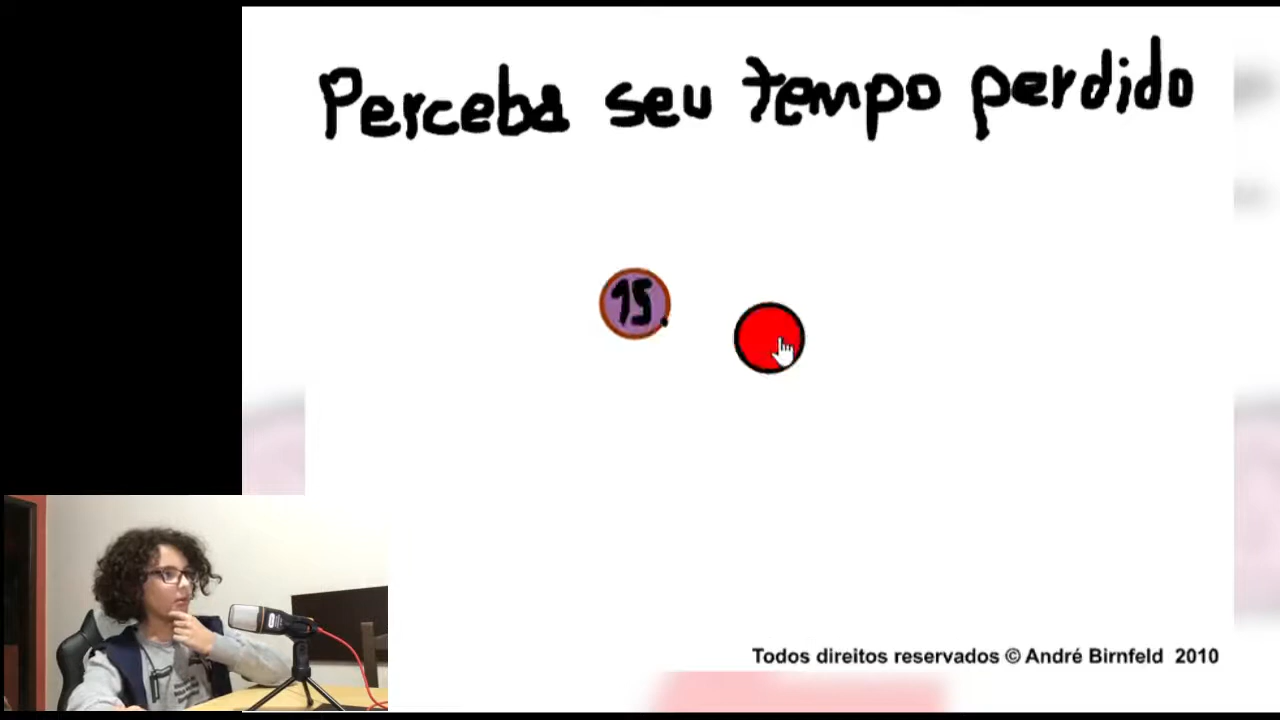 Perceba seu tempo perdido
15.
Todos direitos reservados © André Birnfeld 2010